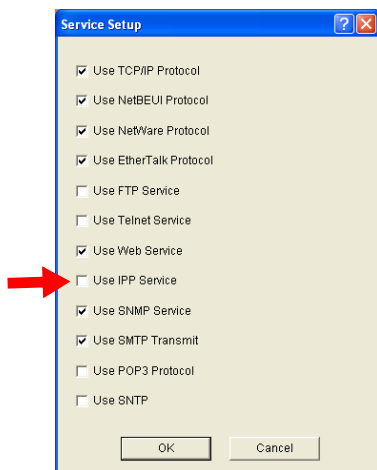 Service Setup
Use TCP/IP Protocol
Use NetBEUI Protocol
Use NetWare Protocol
Use EtherTalk Protocol
Use FTP Service
Use Telnet Service
Use Web Service
Use IPP Service
Use SNMP Service
Use SMTP Transmit
Use POP3 Protocol
Use SNTP
OK Cancel